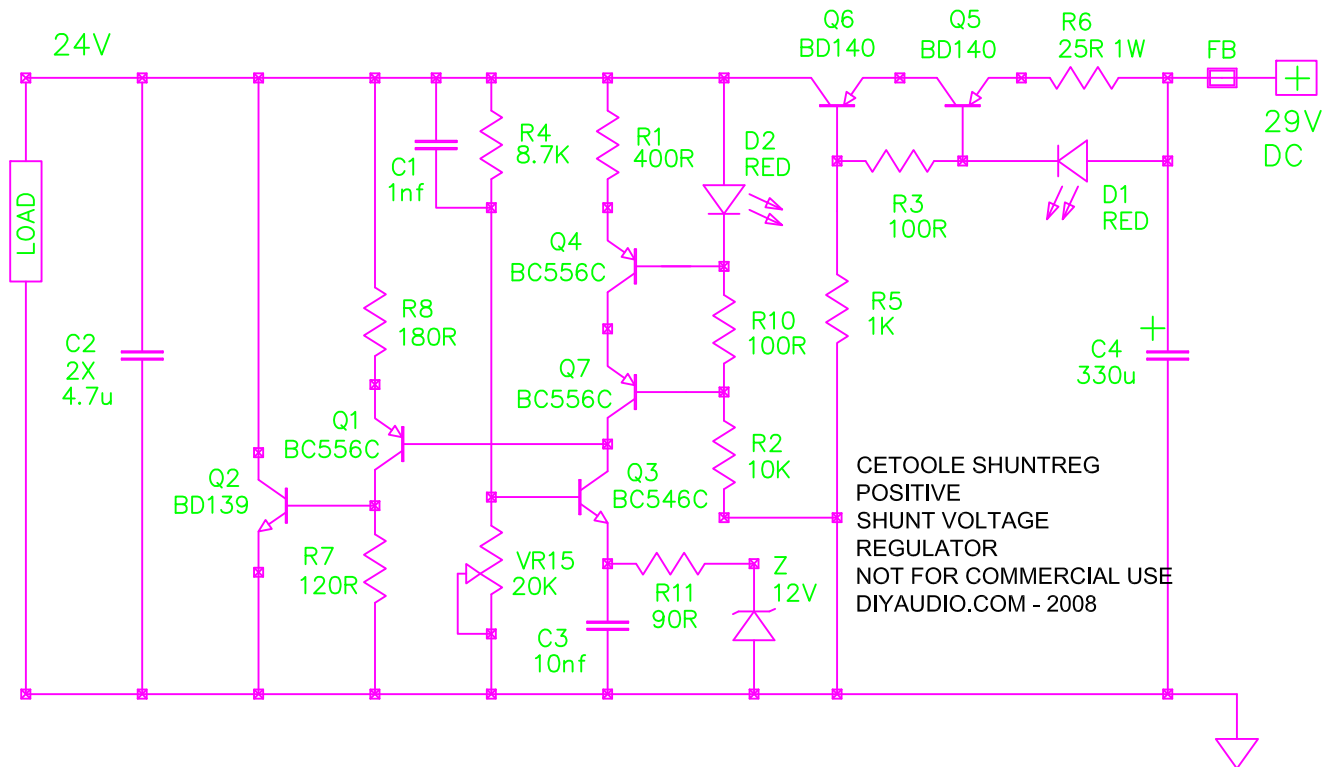 24V
Q6
BD140
Q5
BD140
R6
25R 1W
FB
+
29V
DC
LOAD
C1
1nf
R4
8.7K
R1
400R
D2
RED
R3
100R
D1
RED
Q4
BC556C
R8
180R
R10
100R
R5
1K
+
C4
330u
C2
2X
4.7u
Q7
BC556C
Q1
BC556C
R2
10K
Q2
BD139
Q3
BC546C
R7
120R
VR15
20K
R11
90R
Z
12V
C3
10nf
CETOOLE SHUNTREG
POSITIVE
SHUNT VOLTAGE
REGULATOR
NOT FOR COMMERCIAL USE
DIYAUDIO.COM - 2008